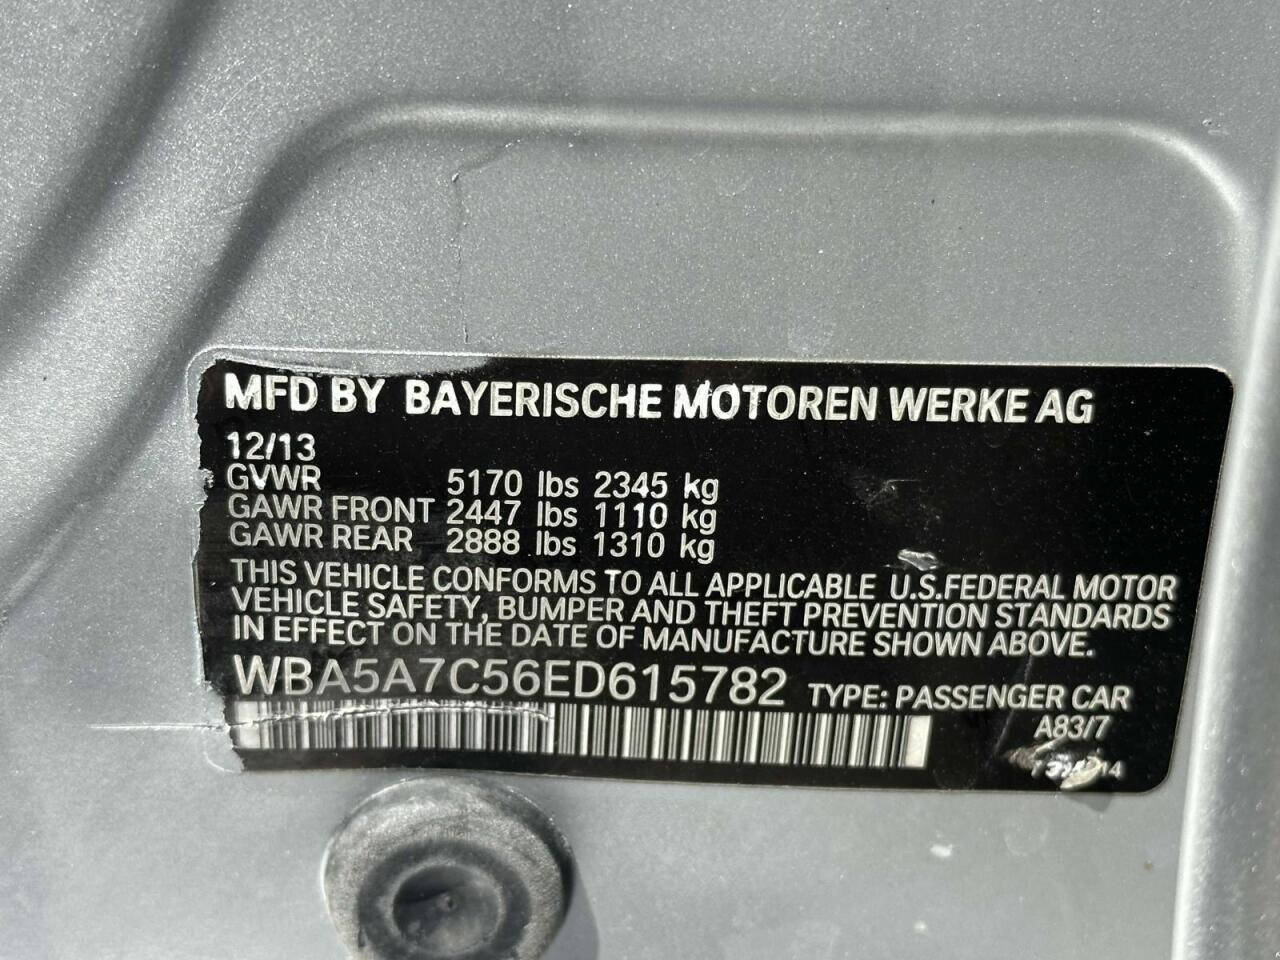 MFD BY BAYERISCHE MOTOREN WERKE AG
12/13
GVWR 5170 lbs 2345 kg
GAWR FRONT 2447 lbs 1110 kg
GAWR REAR 2888 lbs 1310 kg
THIS VEHICLE CONFORMS TO ALL APPLICABLE U.S.FEDERAL MOTOR
VEHICLE SAFETY, BUMPER AND THEFT PREVENTION STANDARDS
IN EFFECT ON THE DATE OF MANUFACTURE SHOWN ABOVE.
WBA5A7C56ED615782 TYPE: PASSENGER CAR
A83/7